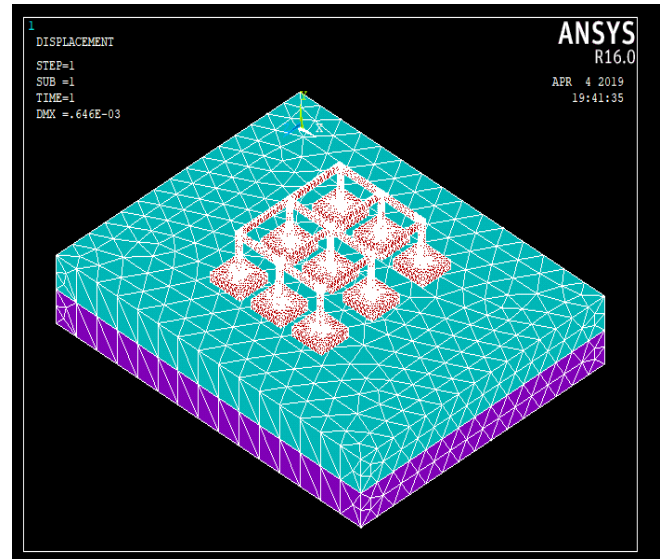 1
DISPLACEMENT
STEP=1
SUB =1
TIME=1
DMX =.646E-03
ANSYS
R16.0
APR 4 2019
19:41:35
Y
X